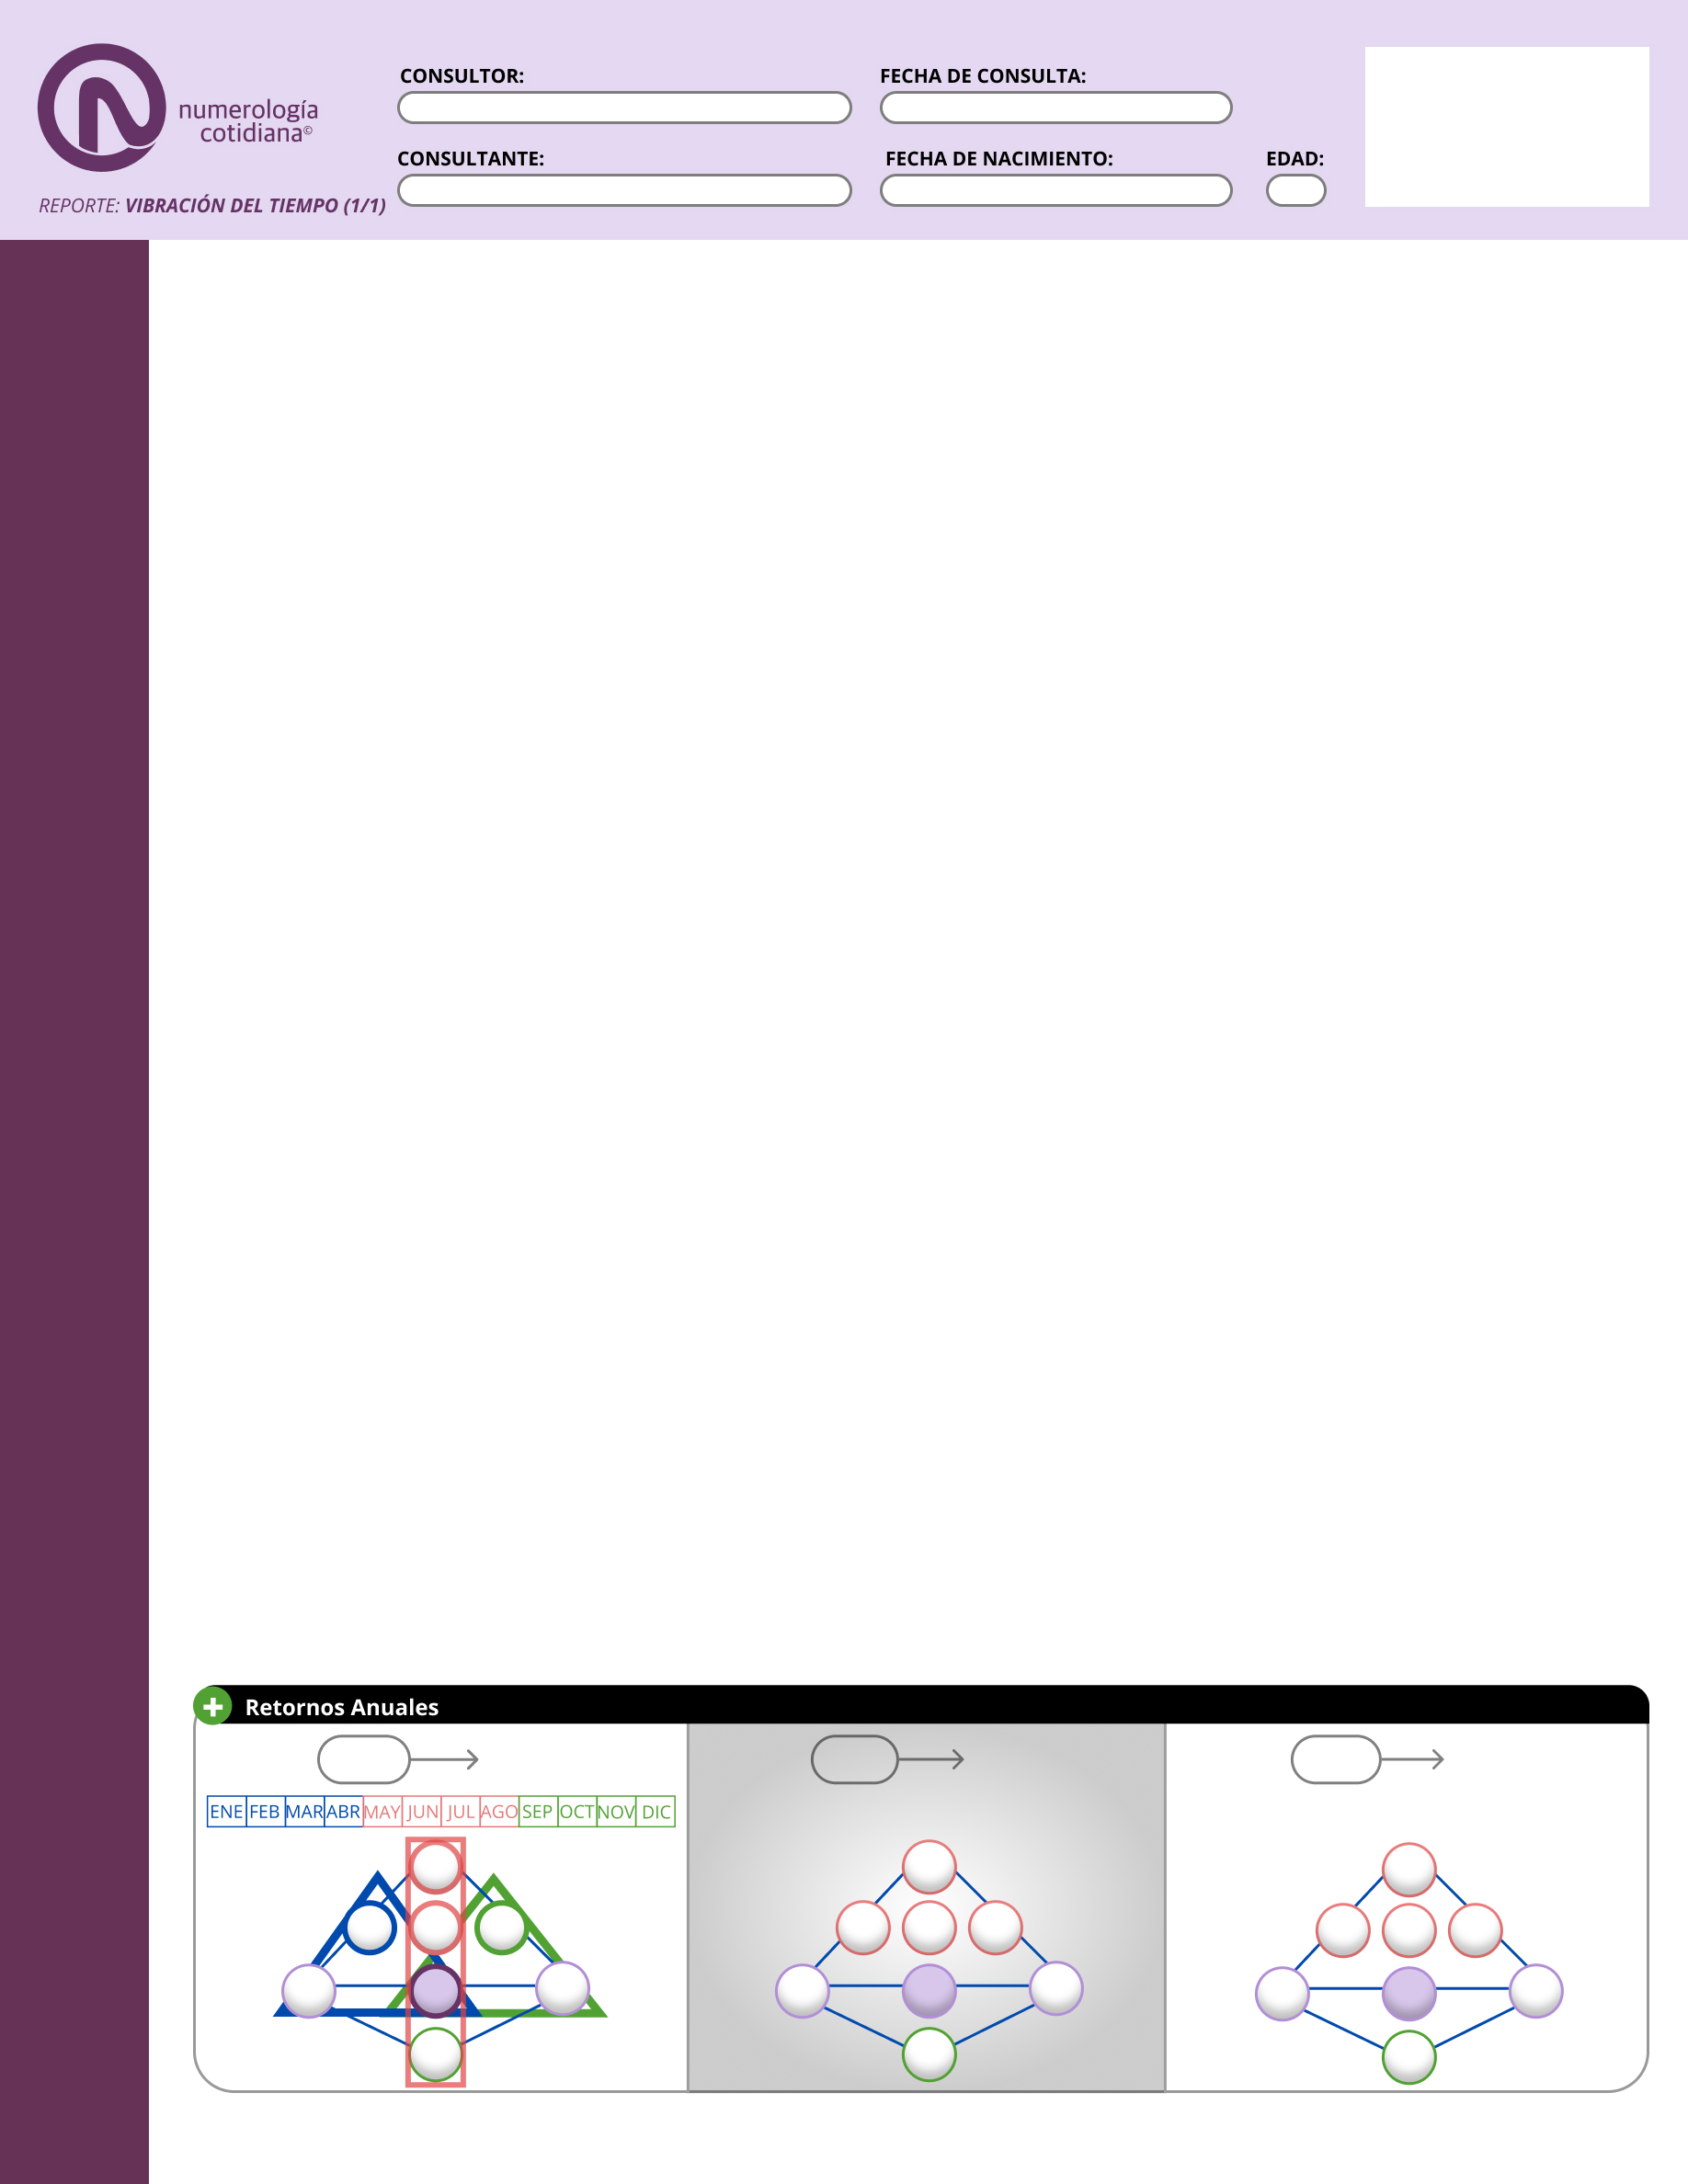 numerología
cotidiana©
REPORTE: VIBRACIÓN DEL TIEMPO (1/1)
CONSULTOR:
FECHA DE CONSULTA:
CONSULTANTE:
FECHA DE NACIMIENTO:
EDAD:
Retornos Anuales
ENE FEB MAR ABR MAY JUN JUL AGO SEP OCT NOV DIC